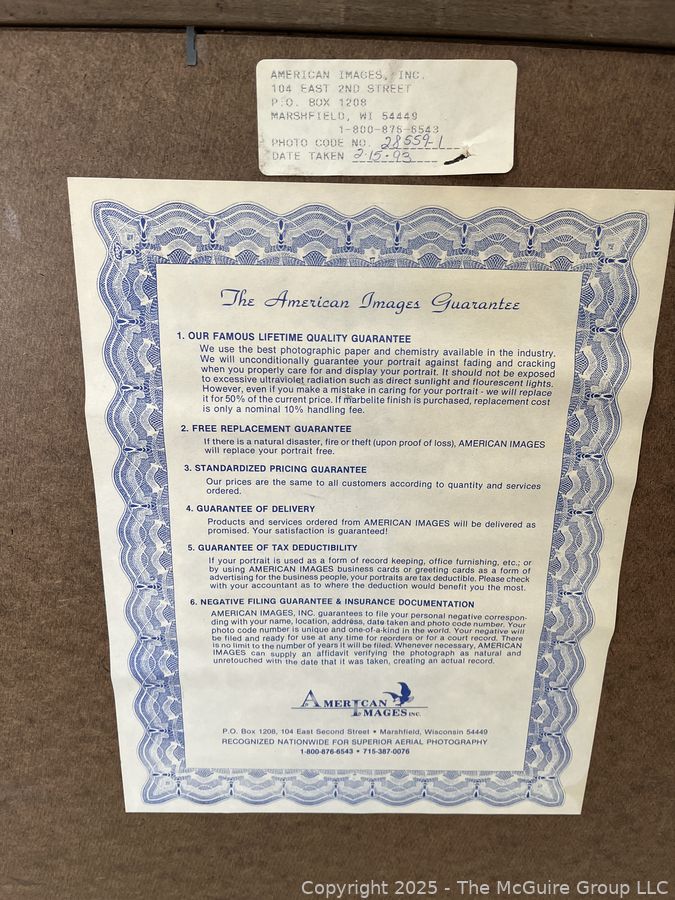 AMERICAN IMAGES, INC.
104 EAST 2ND STREET
P.O. BOX 1208
MARSHFIELD, WI 54449
1-800-876-6543
PHOTO CODE NO. 28559-1
DATE TAKEN 2-15-93
The American Images Guarantee
1. OUR FAMOUS LIFETIME QUALITY GUARANTEE
We use the best photographic paper and chemistry available in the industry.
We will unconditionally guarantee your portrait against fading and cracking
when you properly care for and display your portrait. It should not be exposed
to excessive ultraviolet radiation such as direct sunlight and flourescent lights.
However, even if you make a mistake in caring for your portrait - we will replace
it for 50% of the current price. If marbelite finish is purchased, replacement cost
is only a nominal 10% handling fee.
2. FREE REPLACEMENT GUARANTEE
If there is a natural disaster, fire or theft (upon proof of loss), AMERICAN IMAGES
will replace your portrait free.
3. STANDARDIZED PRICING GUARANTEE
Our prices are the same to all customers according to quantity and services
ordered.
4. GUARANTEE OF DELIVERY
Products and services ordered from AMERICAN IMAGES will be delivered as
promised. Your satisfaction is guaranteed!
5. GUARANTEE OF TAX DEDUCTIBILITY
If your portrait is used as a form of record keeping, office furnishing, etc.; or
by using AMERICAN IMAGES business cards or greeting cards as a form of
advertising for the business people, your portraits are tax deductible. Please check
with your accountant as to where the deduction would benefit you the most.
6. NEGATIVE FILING GUARANTEE & INSURANCE DOCUMENTATION
AMERICAN IMAGES, INC. guarantees to file your personal negative correspon-
ding with your name, location, address, date taken and photo code number. Your
photo code number is unique and one-of-a-kind in the world. Your negative will
be filed and ready for use at any time for reorders or for a court record. There
is no limit to the number of years it will be filed. Whenever necessary, AMERICAN
IMAGES can supply an affidavit verifying the photograph as natural and
unretouched with the date that it was taken, creating an actual record.
AMERICAN
IMAGES INC.
P.O. Box 1208, 104 East Second Street • Marshfield, Wisconsin 54449
RECOGNIZED NATIONWIDE FOR SUPERIOR AERIAL PHOTOGRAPHY
1-800-876-6543 • 715-387-0076
Copyright © 2025 - The McGuire Group LLC